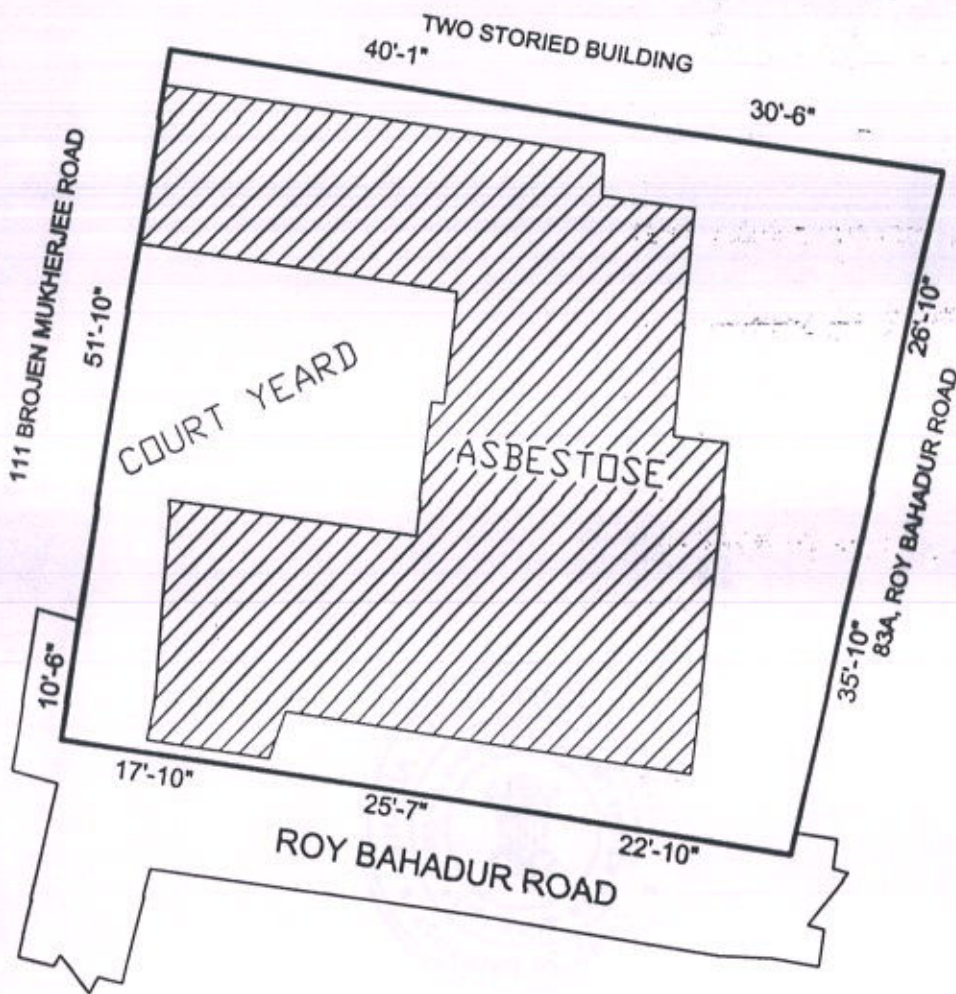 TWO STORIED BUILDING
40'-1"
30'-6"
111 BROJEN MUKHERJEE ROAD
51'-10"
26'-10"
COURT YEARD
ASBESTOSE
83A, ROY BAHADUR ROAD
35'-10"
10'-6"
17'-10"
25'-7"
22'-10"
ROY BAHADUR ROAD